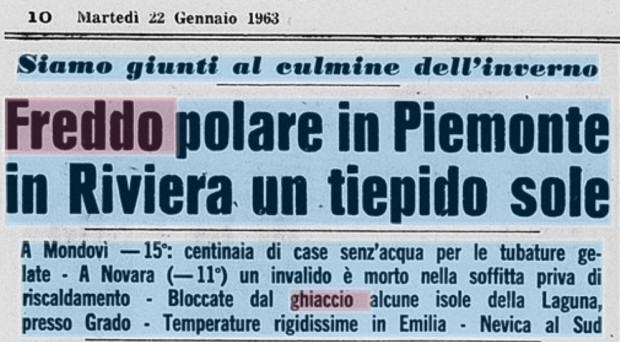 10 Martedì 22 Gennaio 1963
Siamo giunti al culmine dell'inverno
Freddo polare in Piemonte
in Riviera un tiepido sole
A Mondovì —15°: centinaia di case senz'acqua per le tubature ge-
late - A Novara (—11°) un invalido è morto nella soffitta priva di
riscaldamento - Bloccate dal ghiaccio alcune isole della Laguna,
presso Grado - Temperature rigidissime in Emilia - Nevica al Sud